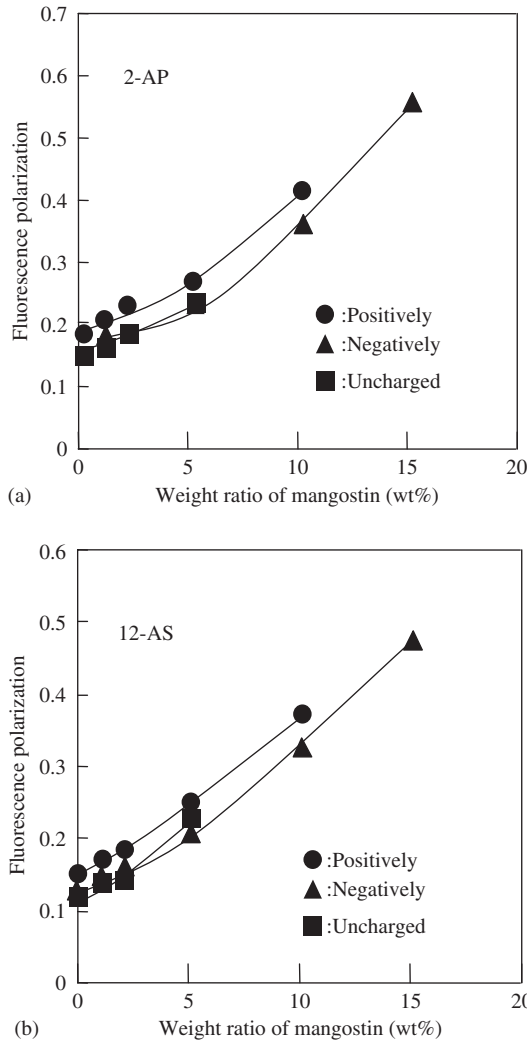 0.7
2-AP
0.6
0.5
0.4
0.3
0.2
0.1
0
Fluorescence polarization
:Positively
:Negatively
:Uncharged
0 5 10 15 20
(a) Weight ratio of mangostin (wt%)
0.6
12-AS
0.5
0.4
0.3
0.2
0.1
0
Fluorescence polarization
:Positively
:Negatively
:Uncharged
0 5 10 15 20
(b) Weight ratio of mangostin (wt%)